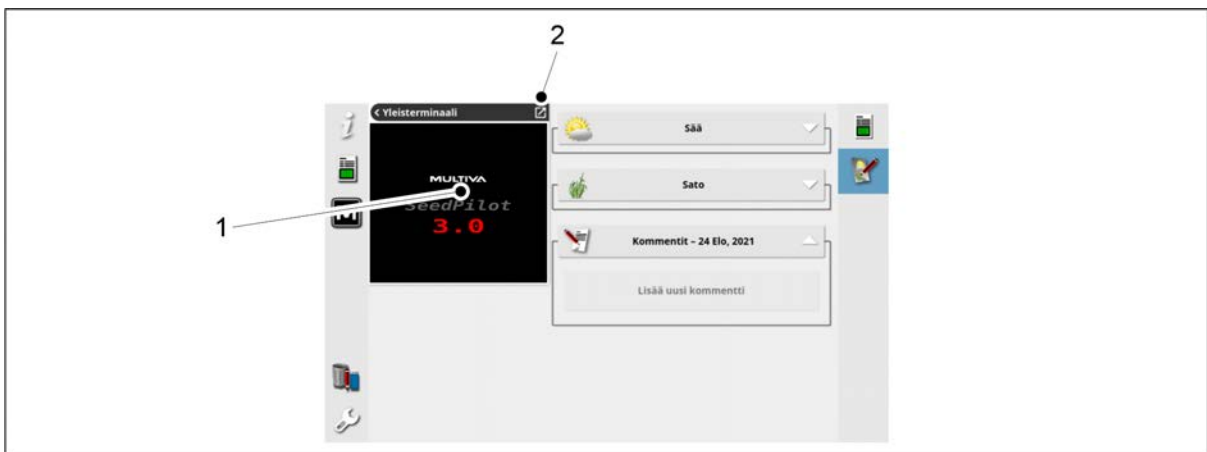 2
< Yleisterminaali
Sää
MULTIVA
SeedPilot
3.0
1
Sato
Kommentit – 24 Elo, 2021
Lisää uusi kommentti